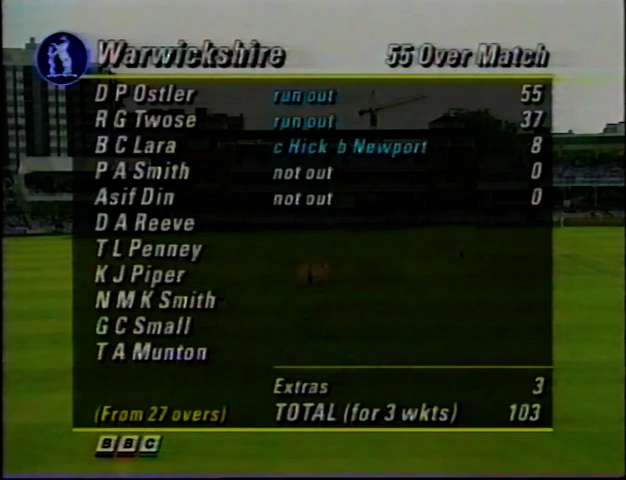 Warwickshire 55 Over Match
D P Ostler run out 55
R G Twose run out 37
B C Lara c Hick b Newport 8
P A Smith not out 0
Asif Din not out 0
D A Reeve
T L Penney
K J Piper
N M K Smith
G C Small
T A Munton
Extras 3
(From 27 overs) TOTAL (for 3 wkts) 103
BBC